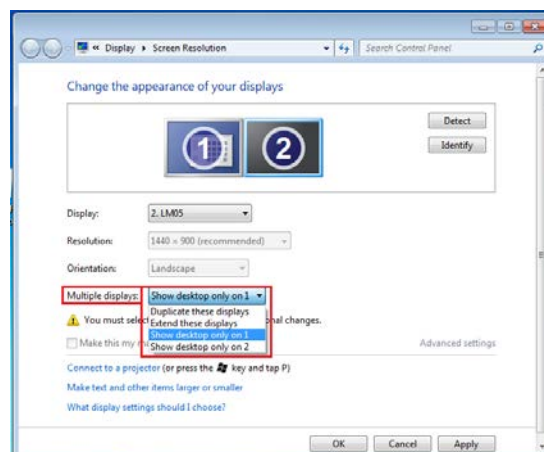 « Display ▸ Screen Resolution
Search Control Panel
Change the appearance of your displays
1
2
Detect
Identify
Display: 2. LM05
Resolution: 1440 × 900 (recommended)
Orientation: Landscape
Multiple displays: Show desktop only on 1
You must sele
onal changes.
Duplicate these displays
Extend these displays
Show desktop only on 1
Show desktop only on 2
Make this my m
Advanced settings
Connect to a projector (or press the key and tap P)
Make text and other items larger or smaller
What display settings should I choose?
OK
Cancel
Apply